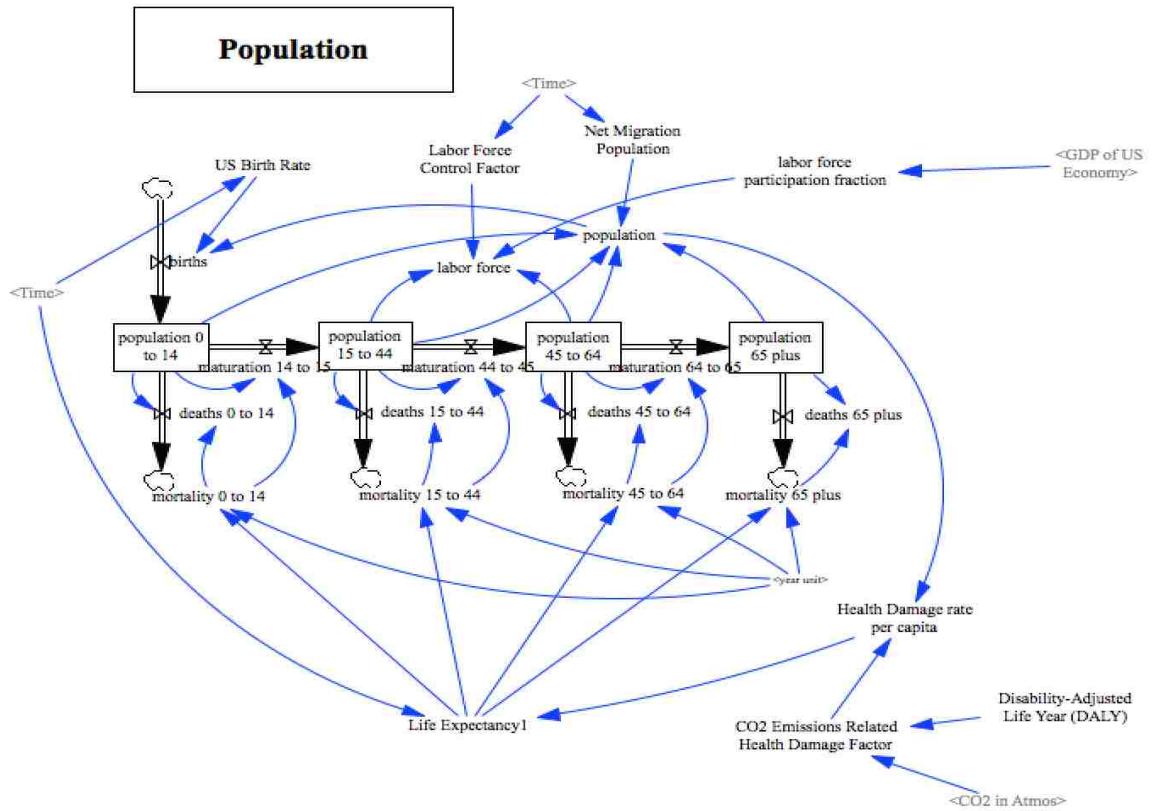 Population
<Time>
Net Migration
Population
Labor Force
Control Factor
US Birth Rate
labor force
participation fraction
<GDP of US
Economy>
population
births
labor force
<Time>
population 0
to 14
population
15 to 44
population
45 to 64
population
65 plus
maturation 14 to 15
maturation 44 to 45
maturation 64 to 65
deaths 0 to 14
deaths 15 to 44
deaths 45 to 64
deaths 65 plus
mortality 0 to 14
mortality 15 to 44
mortality 45 to 64
mortality 65 plus
<year unit>
Health Damage rate
per capita
Life Expectancy1
CO2 Emissions Related
Health Damage Factor
Disability-Adjusted
Life Year (DALY)
<CO2 in Atmos>